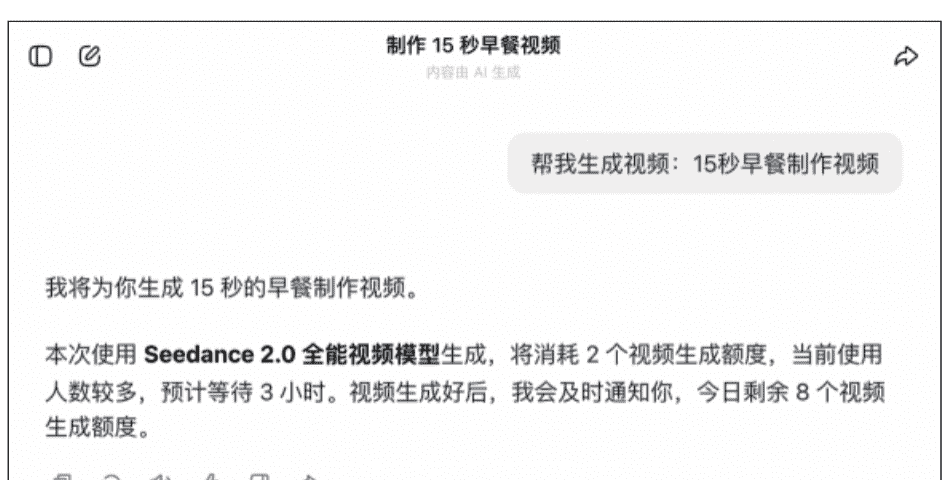 制作 15 秒早餐视频
内容由 AI 生成
帮我生成视频：15秒早餐制作视频
我将为你生成 15 秒的早餐制作视频。
本次使用 Seedance 2.0 全能视频模型生成，将消耗 2 个视频生成额度，当前使用
人数较多，预计等待 3 小时。视频生成好后，我会及时通知你，今日剩余 8 个视频
生成额度。